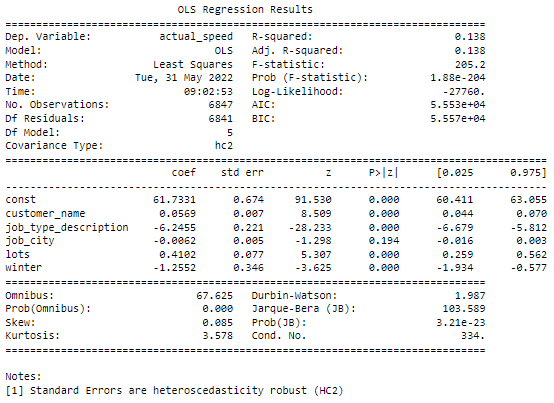 OLS Regression Results
==============================================================================
Dep. Variable: actual_speed R-squared: 0.138
Model: OLS Adj. R-squared: 0.138
Method: Least Squares F-statistic: 205.2
Date: Tue, 31 May 2022 Prob (F-statistic): 1.88e-204
Time: 09:02:53 Log-Likelihood: -27760.
No. Observations: 6847 AIC: 5.553e+04
Df Residuals: 6841 BIC: 5.557e+04
Df Model: 5
Covariance Type: hc2
==============================================================================
coef std err z P>|z| [0.025 0.975]
------------------------------------------------------------------------------
const 61.7331 0.674 91.530 0.000 60.411 63.055
customer_name 0.0569 0.007 8.509 0.000 0.044 0.070
job_type_description -6.2455 0.221 -28.233 0.000 -6.679 -5.812
job_city -0.0062 0.005 -1.298 0.194 -0.016 0.003
lots 0.4102 0.077 5.307 0.000 0.259 0.562
winter -1.2552 0.346 -3.625 0.000 -1.934 -0.577
==============================================================================
Omnibus: 67.625 Durbin-Watson: 1.987
Prob(Omnibus): 0.000 Jarque-Bera (JB): 103.589
Skew: 0.085 Prob(JB): 3.21e-23
Kurtosis: 3.578 Cond. No. 334.
==============================================================================
Notes:
[1] Standard Errors are heteroscedasticity robust (HC2)